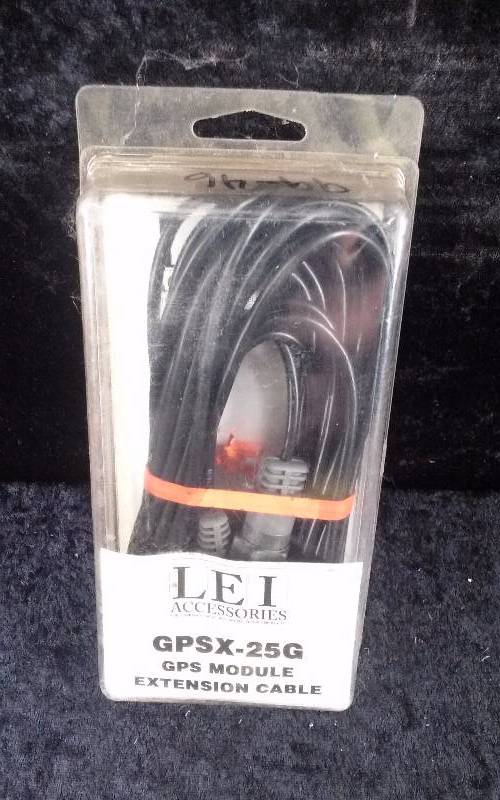 LEI
ACCESSORIES
GPSX-25G
GPS MODULE
EXTENSION CABLE